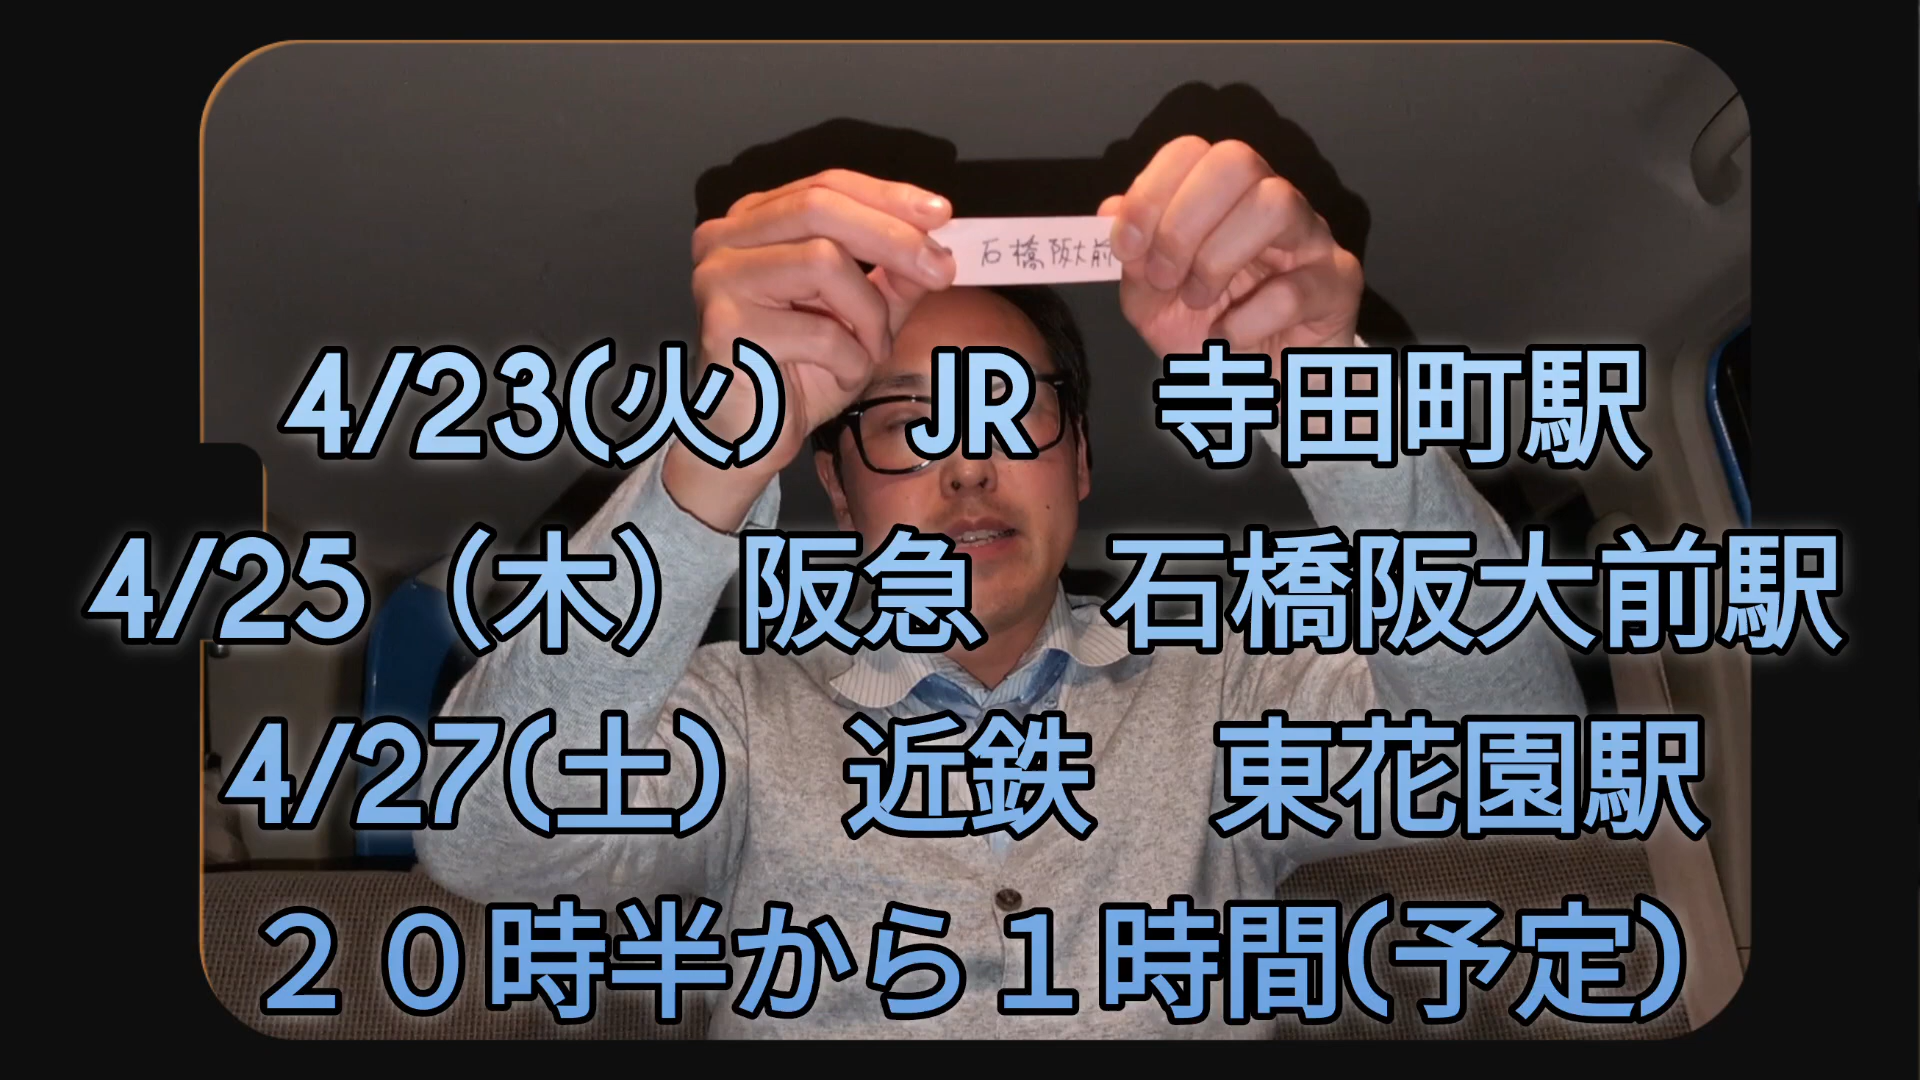 石橋阪大前
4/23(火)　JR　寺田町駅
4/25（木）阪急　石橋阪大前駅
4/27(土)　近鉄　東花園駅
２０時半から１時間(予定)